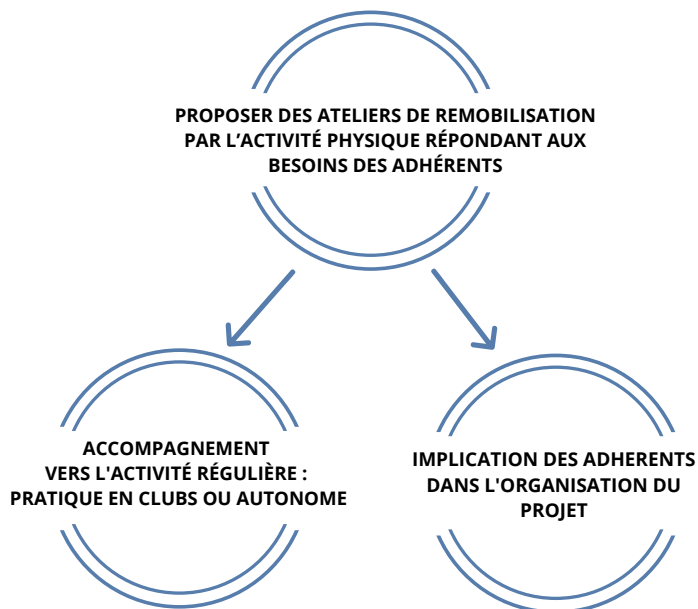 PROPOSER DES ATELIERS DE REMOBILISATION
PAR L’ACTIVITÉ PHYSIQUE RÉPONDANT AUX
BESOINS DES ADHÉRENTS
ACCOMPAGNEMENT
VERS L'ACTIVITÉ RÉGULIÈRE :
PRATIQUE EN CLUBS OU AUTONOME
IMPLICATION DES ADHERENTS
DANS L'ORGANISATION DU
PROJET